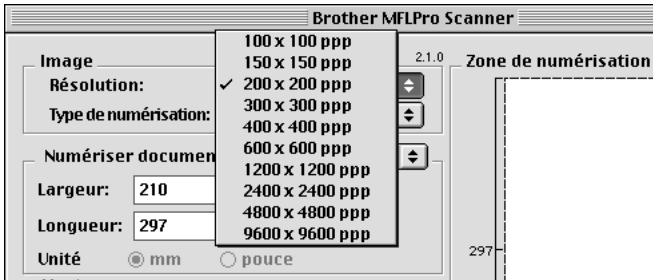 Brother MFLPro Scanner
Image
2.1.0
Résolution:
Type de numérisation:
100 x 100 ppp
150 x 150 ppp
✓ 200 x 200 ppp
300 x 300 ppp
400 x 400 ppp
600 x 600 ppp
1200 x 1200 ppp
2400 x 2400 ppp
4800 x 4800 ppp
9600 x 9600 ppp
Numériser documen
Largeur: 210
Longueur: 297
Unité mm pouce
Zone de numérisation
297